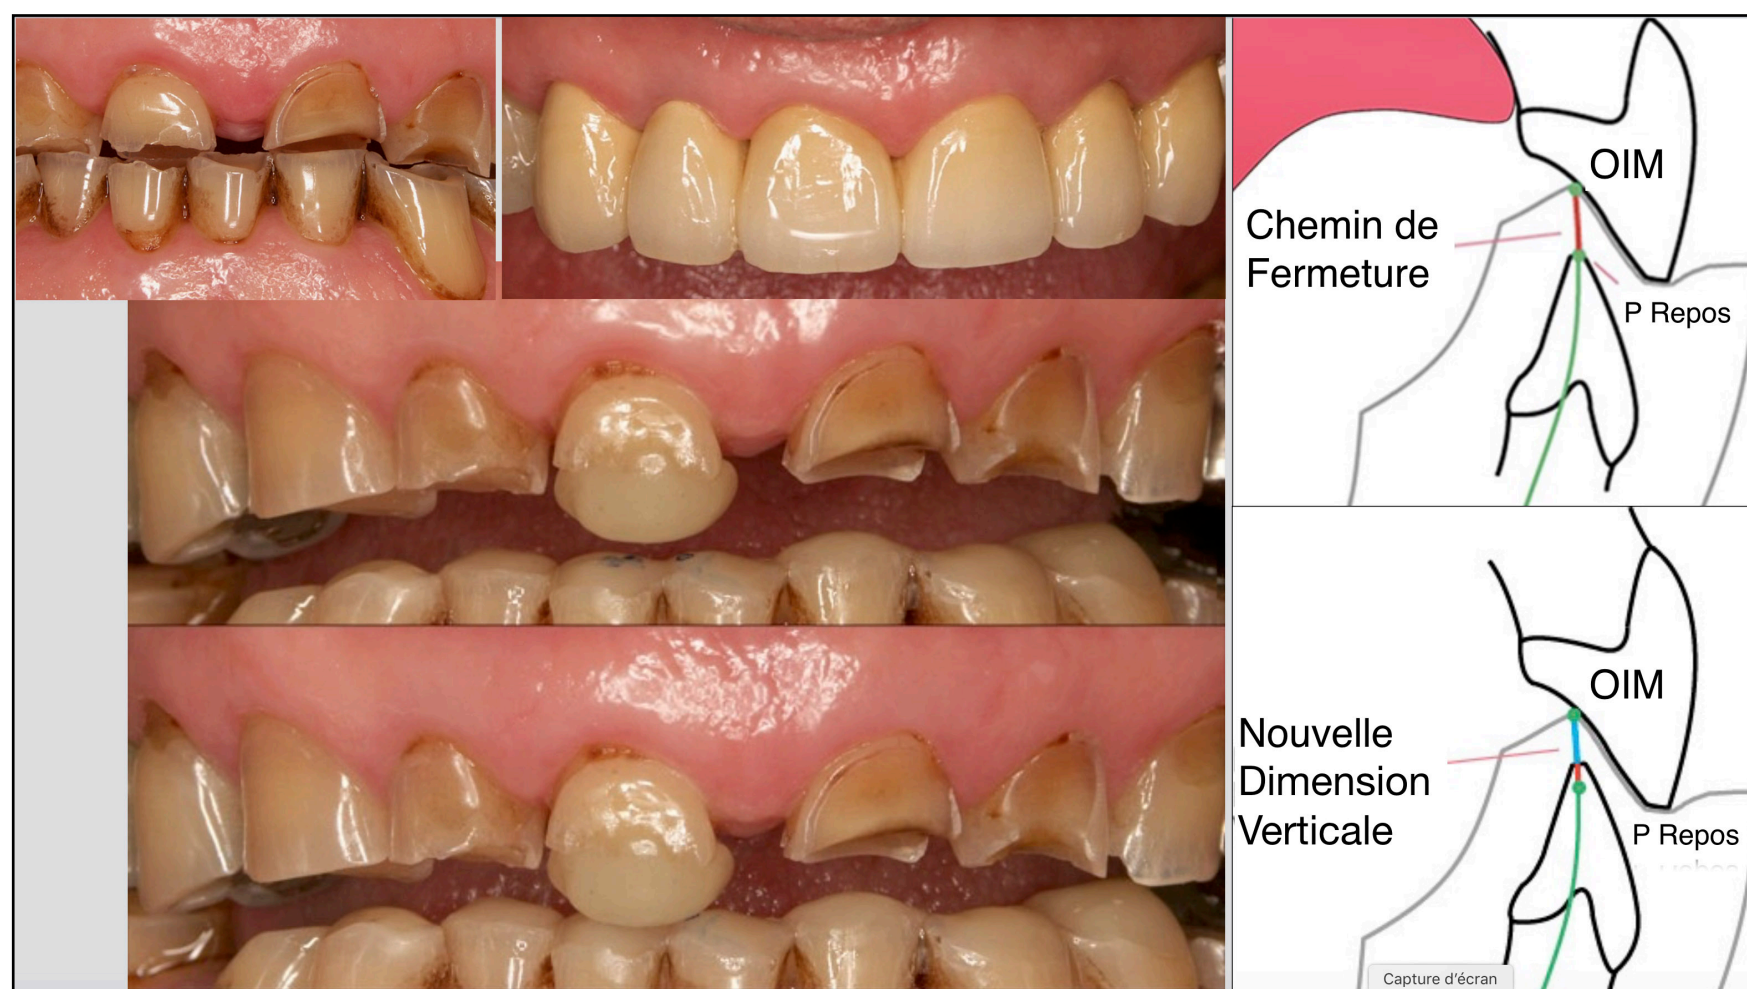 OIM
Chemin de
Fermeture
P Repos
OIM
Nouvelle
Dimension
Verticale
P Repos
Capture d'écran